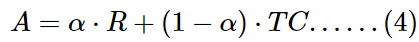 A = α · R + (1 − α) · TC……(4)